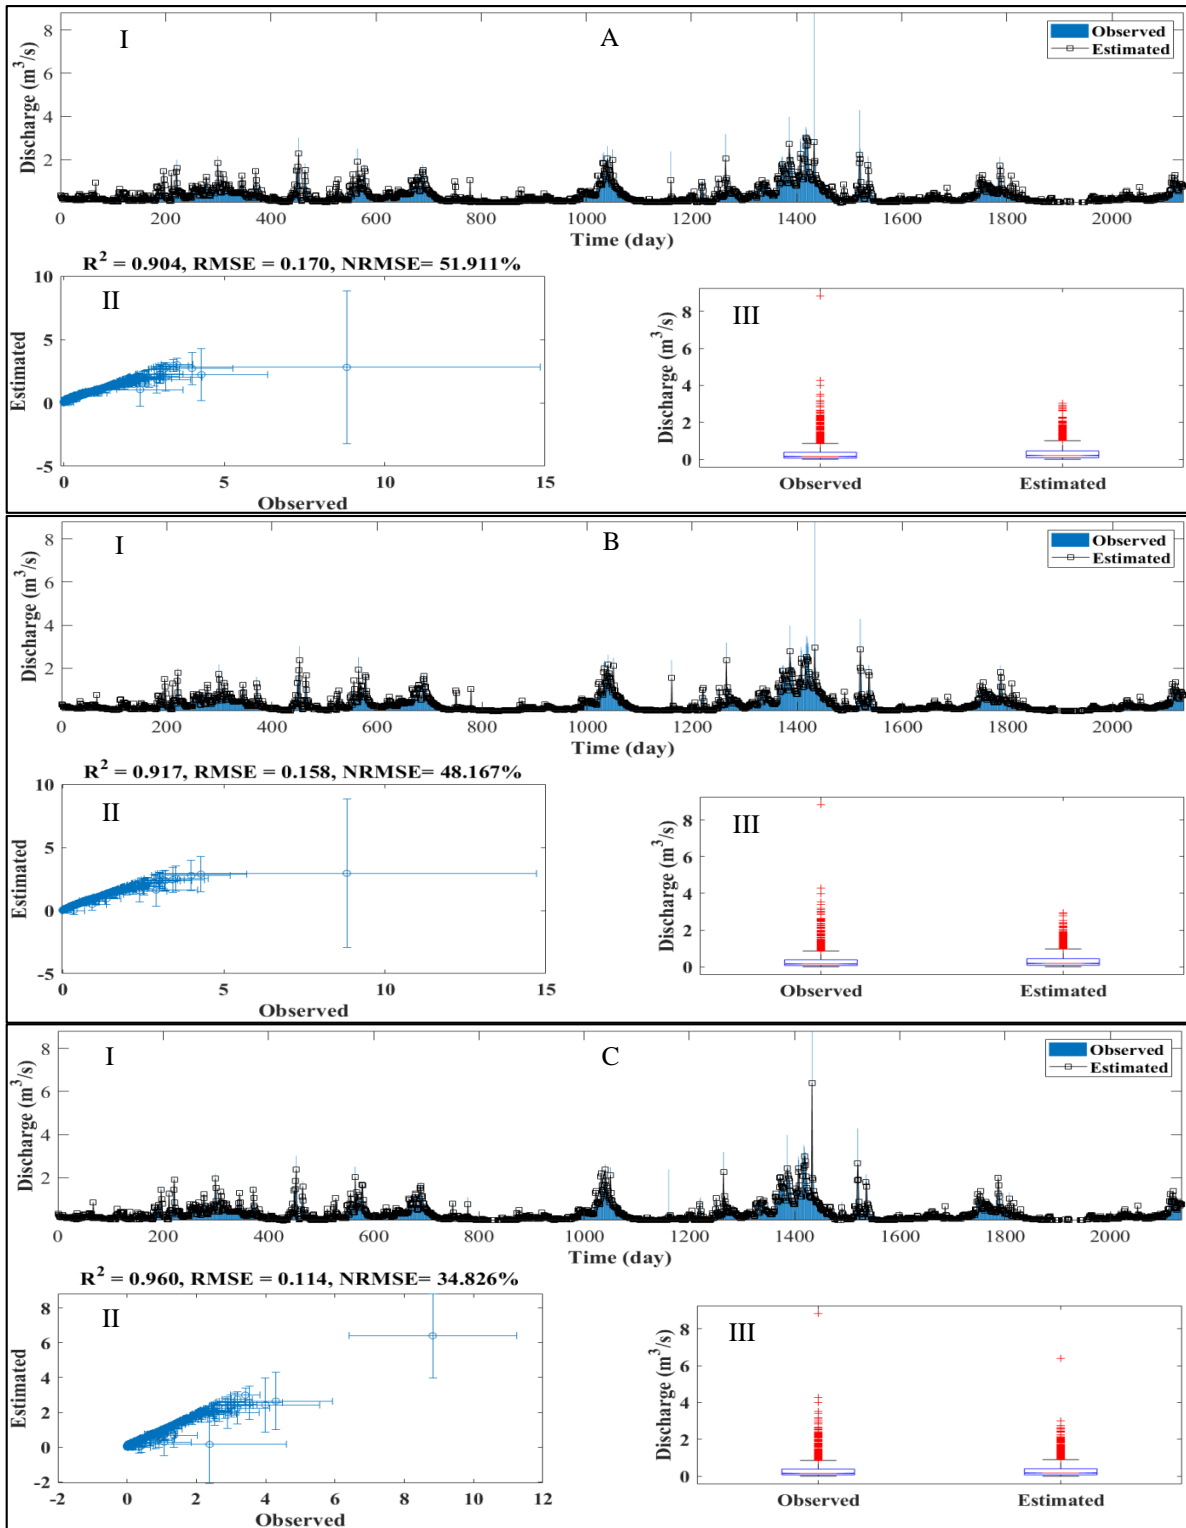 I
A
Observed
Estimated
Discharge (m³/s)
8
6
4
2
0 200 400 600 800 1000 1200 1400 1600 1800 2000
Time (day)
R² = 0.904, RMSE = 0.170, NRMSE= 51.911%
II
Estimated
10
5
0
-5
0 5 10 15
Observed
III
Discharge (m³/s)
8
6
4
2
0
Observed Estimated
I
B
Observed
Estimated
Discharge (m³/s)
8
6
4
2
0 200 400 600 800 1000 1200 1400 1600 1800 2000
Time (day)
R² = 0.917, RMSE = 0.158, NRMSE= 48.167%
II
Estimated
10
5
0
-5
0 5 10 15
Observed
III
Discharge (m³/s)
8
6
4
2
0
Observed Estimated
I
C
Observed
Estimated
Discharge (m³/s)
8
6
4
2
0 200 400 600 800 1000 1200 1400 1600 1800 2000
Time (day)
R² = 0.960, RMSE = 0.114, NRMSE= 34.826%
II
Estimated
8
6
4
2
0
-2
-2 0 2 4 6 8 10 12
Observed
III
Discharge (m³/s)
8
6
4
2
0
Observed Estimated